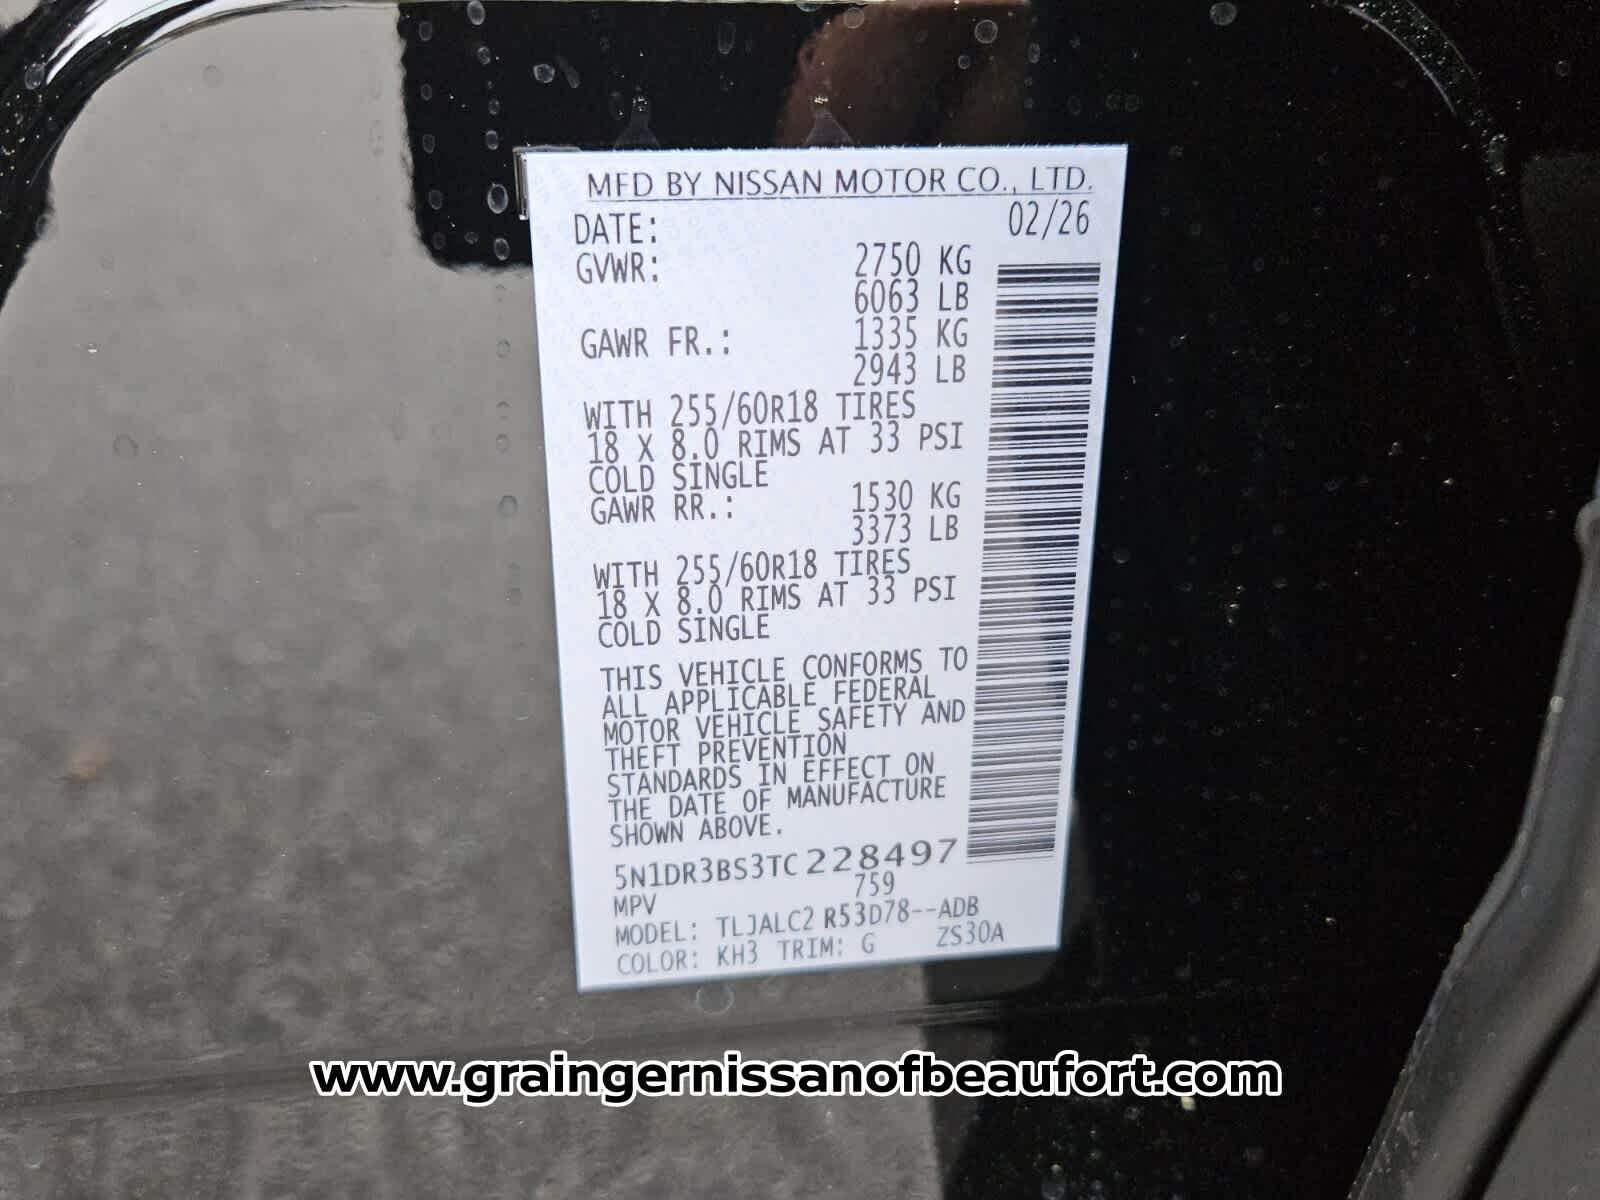 MFD BY NISSAN MOTOR CO., LTD.
DATE: 02/26
GVWR: 2750 KG
6063 LB
GAWR FR.: 1335 KG
2943 LB
WITH 255/60R18 TIRES
18 X 8.0 RIMS AT 33 PSI
COLD SINGLE
GAWR RR.: 1530 KG
3373 LB
WITH 255/60R18 TIRES
18 X 8.0 RIMS AT 33 PSI
COLD SINGLE
THIS VEHICLE CONFORMS TO
ALL APPLICABLE FEDERAL
MOTOR VEHICLE SAFETY AND
THEFT PREVENTION
STANDARDS IN EFFECT ON
THE DATE OF MANUFACTURE
SHOWN ABOVE.
5N1DR3BS3TC228497
MPV 759
MODEL: TLJALC2 R53D78--ADB
COLOR: KH3 TRIM: G ZS30A
www.graingernissanofbeaufort.com